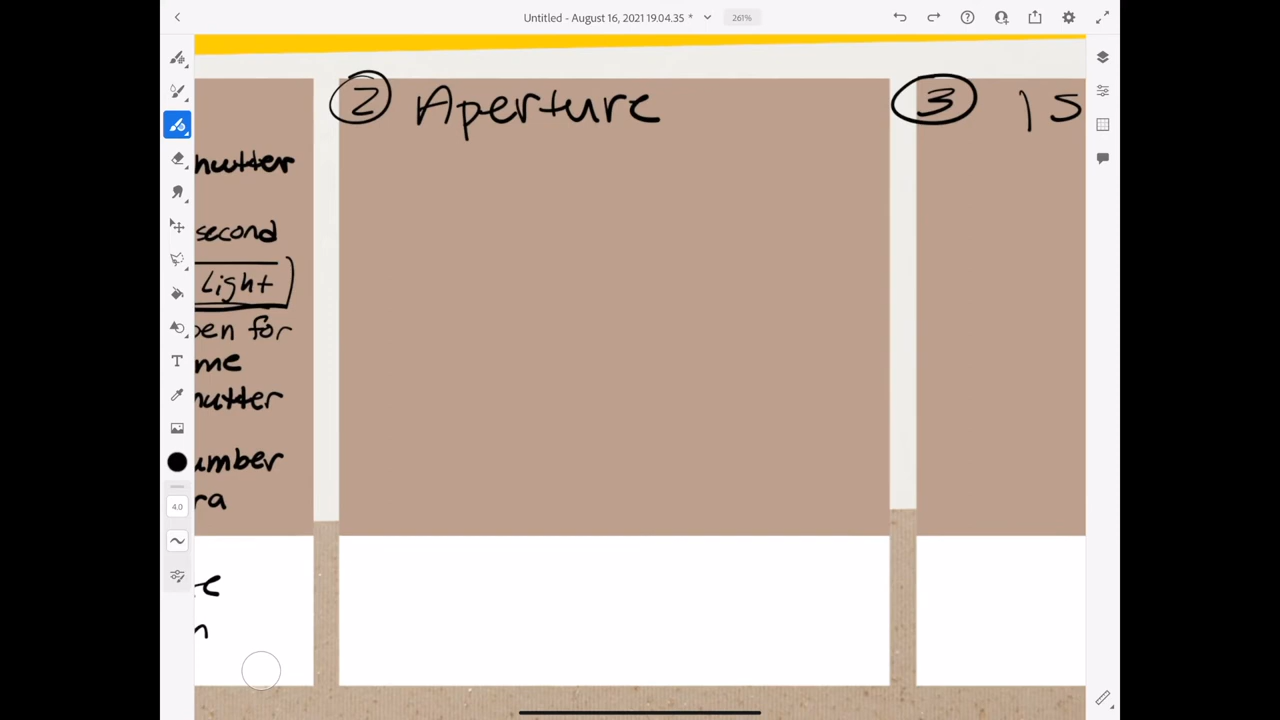 Untitled - August 16, 2021 19.04.35 *
261%
② Aperture
③ IS
hutter
second
Light
pen for
me
hutter
umber
ra
4.0
T